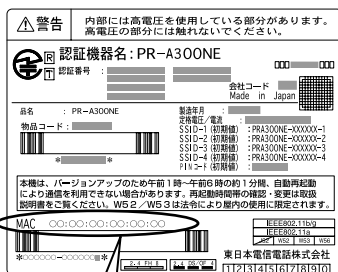 ⚠警告
内部には高電圧を使用している部分があります。
高電圧の部分には触れないでください。
R 認証機器名：PR-A300NE
T 認証番号 :
会社コード
Made in Japan
品名 : PR-A300NE
物品コード:
製造年月 :
定格電圧／電流 :
SSID-1 (初期値) :PRA300NE-XXXXXX-1
SSID-2 (初期値) :PRA300NE-XXXXXX-2
SSID-3 (初期値) :PRA300NE-XXXXXX-3
SSID-4 (初期値) :PRA300NE-XXXXXX-4
PINコード (初期値) :
本機は、バージョンアップのため午前1時～午前6時の約1分間、自動再起動
により通信を利用できない場合があります。再起動時間帯の確認・変更は取扱
説明書をご覧ください。W52／W53は法令により屋内の使用に限定されます。
MAC ○○:○○:○○:○○:○○:○○
IEEE802.11b/g
IEEE802.11a
J52 W52 W53 W56
*○○○○○○-○○○○*
2.4 FH 8
2.4 DS/OF 4
東日本電信電話株式会社
1 2 3 4 5 6 7 8 9 0